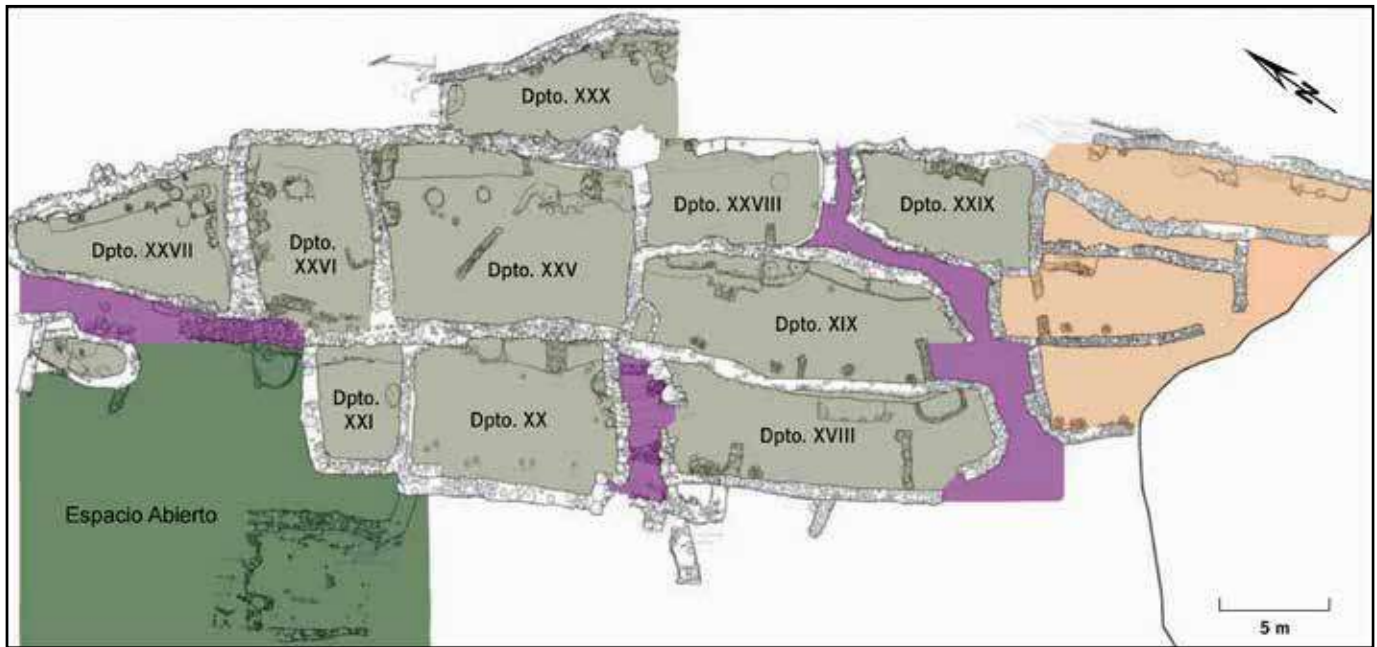 Dpto. XXX
N
Dpto. XXVII
Dpto.
XXVI
Dpto. XXV
Dpto. XXVIII
Dpto. XXIX
Dpto. XIX
Dpto.
XXI
Dpto. XX
Dpto. XVIII
Espacio Abierto
5 m